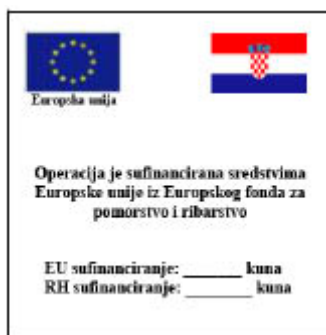 Europska unija
Operacija je sufinancirana sredstvima
Europske unije iz Europskog fonda za
pomorstvo i ribarstvo
EU sufinanciranje: _______ kuna
RH sufinanciranje: ________ kuna